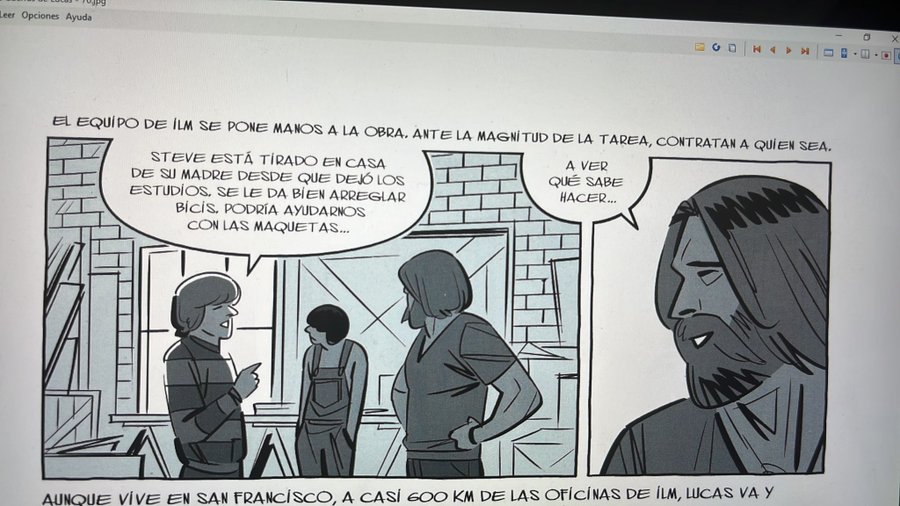 Leer Opciones Ayuda
EL EQUIPO DE ILM SE PONE MANOS A LA OBRA. ANTE LA MAGNITUD DE LA TAREA, CONTRATAN A QUIEN SEA.
STEVE ESTÁ TIRADO EN CASA
DE SU MADRE DESDE QUE DEJÓ LOS
ESTUDIOS. SE LE DA BIEN ARREGLAR
BICIS. PODRÍA AYUDARNOS
CON LAS MAQUETAS...
A VER
QUÉ SABE
HACER...
AUNQUE VIVE EN SAN FRANCISCO, A CASI 600 KM DE LAS OFICINAS DE ILM, LUCAS VA Y